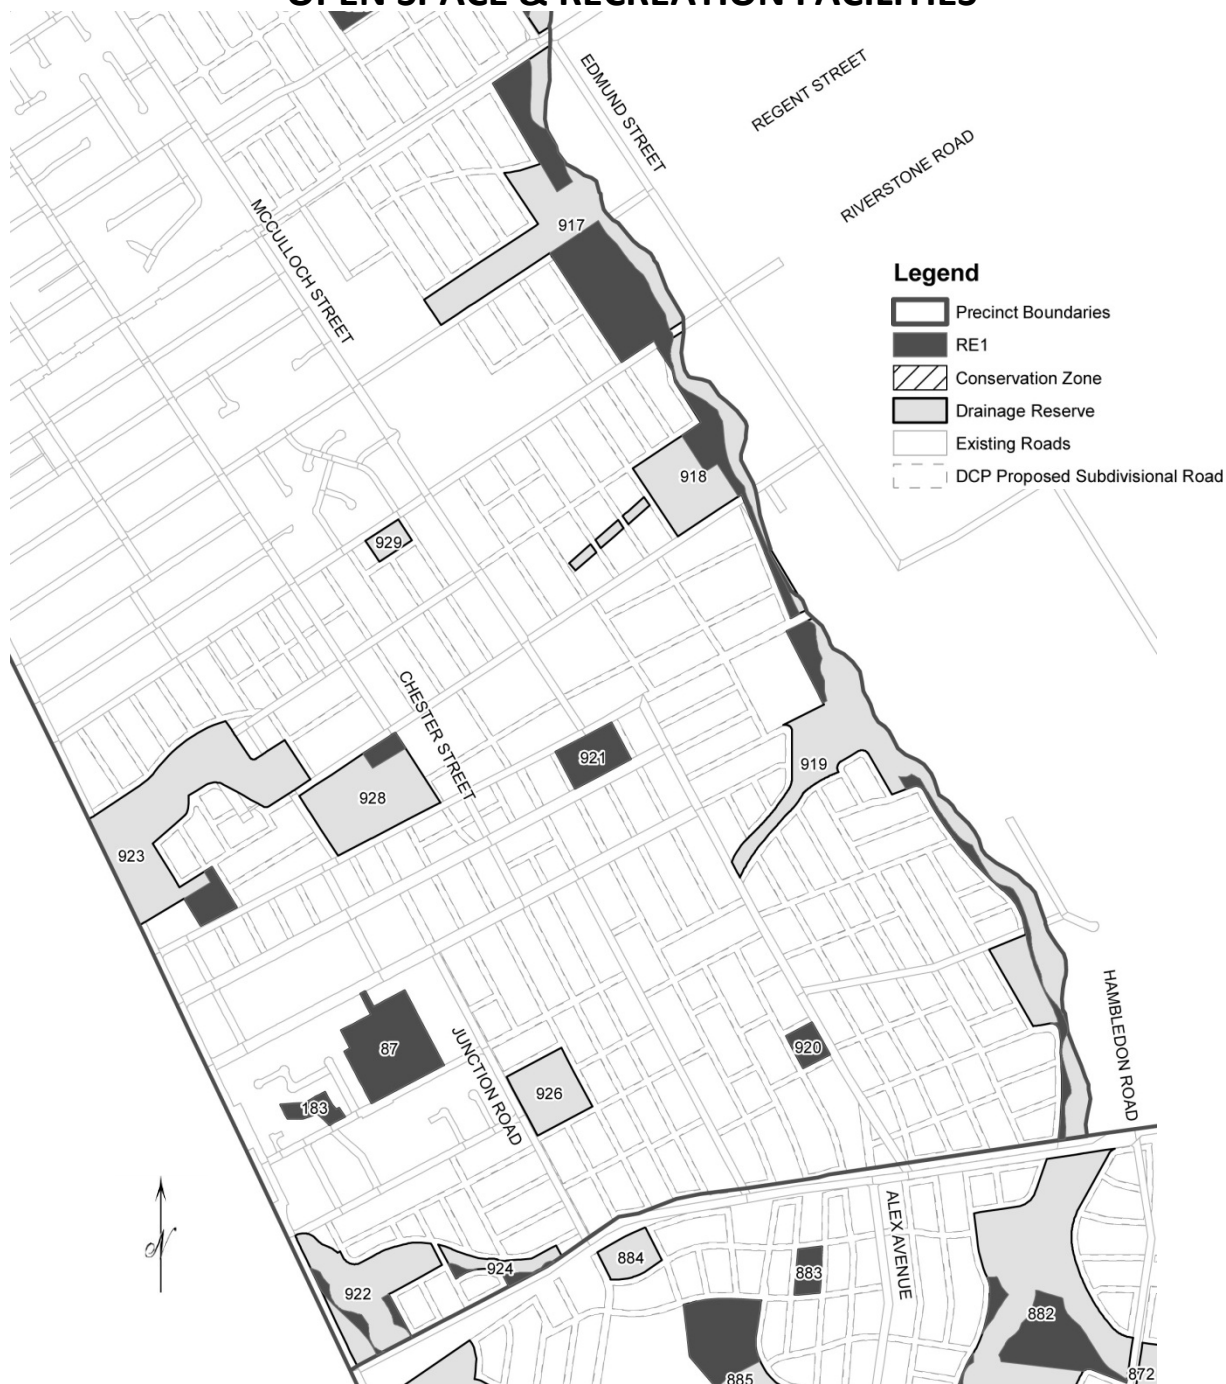 OPEN SPACE & RECREATION FACILITIES
EDMUND STREET
REGENT STREET
RIVERSTONE ROAD
MCCULLOCH STREET
917
Legend
Precinct Boundaries
RE1
Conservation Zone
Drainage Reserve
Existing Roads
DCP Proposed Subdivisional Road
918
929
CHESTER STREET
921
919
928
923
HAMBLEDON ROAD
87
JUNCTION ROAD
920
926
183
N
ALEX AVENUE
884
924
883
922
882
885
872